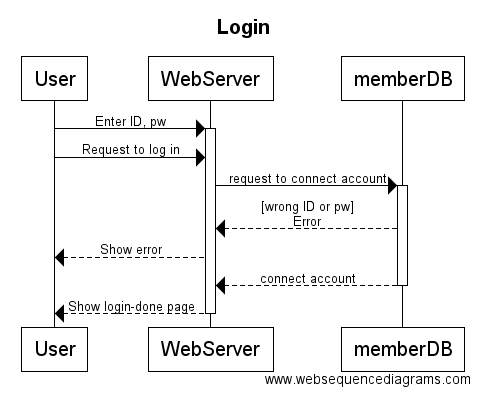 Login
User WebServer memberDB
Enter ID, pw
Request to log in
request to connect account
[wrong ID or pw]
Error
Show error
connect account
Show login-done page
User WebServer memberDB
www.websequencediagrams.com